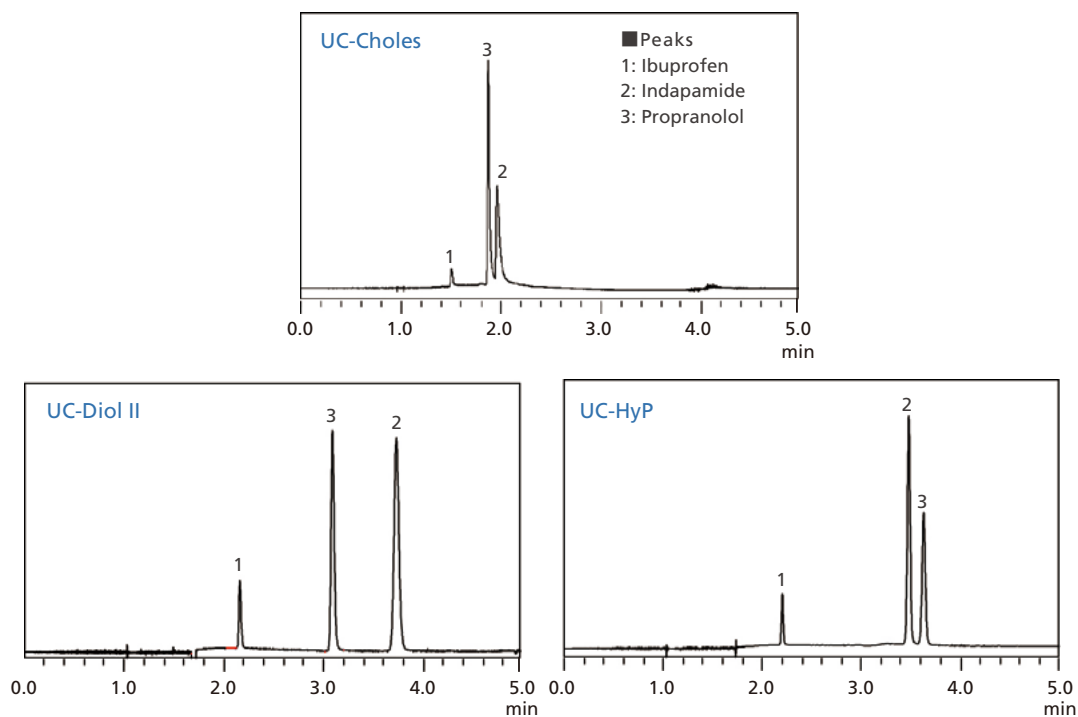 UC-Choles
■Peaks
1: Ibuprofen
2: Indapamide
3: Propranolol
3
2
1
0.0 1.0 2.0 3.0 4.0 5.0
min
UC-Diol II
3
2
1
0.0 1.0 2.0 3.0 4.0 5.0
min
UC-HyP
2
3
1
0.0 1.0 2.0 3.0 4.0 5.0
min